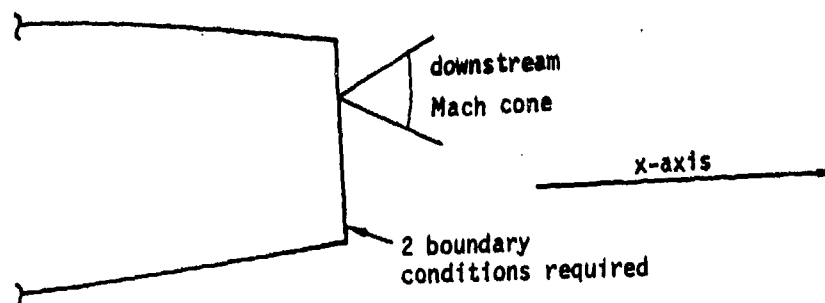 downstream
Mach cone
x-axis
2 boundary
conditions required